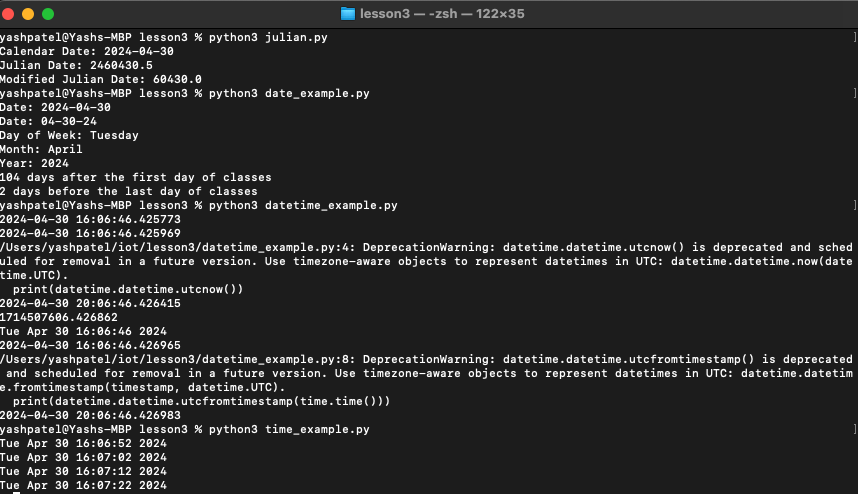 lesson3 — -zsh — 122×35
yashpatel@Yashs-MBP lesson3 % python3 julian.py ]
Calendar Date: 2024-04-30
Julian Date: 2460430.5
Modified Julian Date: 60430.0
yashpatel@Yashs-MBP lesson3 % python3 date_example.py ]
Date: 2024-04-30
Date: 04-30-24
Day of Week: Tuesday
Month: April
Year: 2024
104 days after the first day of classes
2 days before the last day of classes
yashpatel@Yashs-MBP lesson3 % python3 datetime_example.py ]
2024-04-30 16:06:46.425773
2024-04-30 16:06:46.425969
/Users/yashpatel/iot/lesson3/datetime_example.py:4: DeprecationWarning: datetime.datetime.utcnow() is deprecated and sched
uled for removal in a future version. Use timezone-aware objects to represent datetimes in UTC: datetime.datetime.now(date
time.UTC).
  print(datetime.datetime.utcnow())
2024-04-30 20:06:46.426415
1714507606.426862
Tue Apr 30 16:06:46 2024
2024-04-30 16:06:46.426965
/Users/yashpatel/iot/lesson3/datetime_example.py:8: DeprecationWarning: datetime.datetime.utcfromtimestamp() is deprecated
 and scheduled for removal in a future version. Use timezone-aware objects to represent datetimes in UTC: datetime.datetim
e.fromtimestamp(timestamp, datetime.UTC).
  print(datetime.datetime.utcfromtimestamp(time.time()))
2024-04-30 20:06:46.426983
yashpatel@Yashs-MBP lesson3 % python3 time_example.py ]
Tue Apr 30 16:06:52 2024
Tue Apr 30 16:07:02 2024
Tue Apr 30 16:07:12 2024
Tue Apr 30 16:07:22 2024